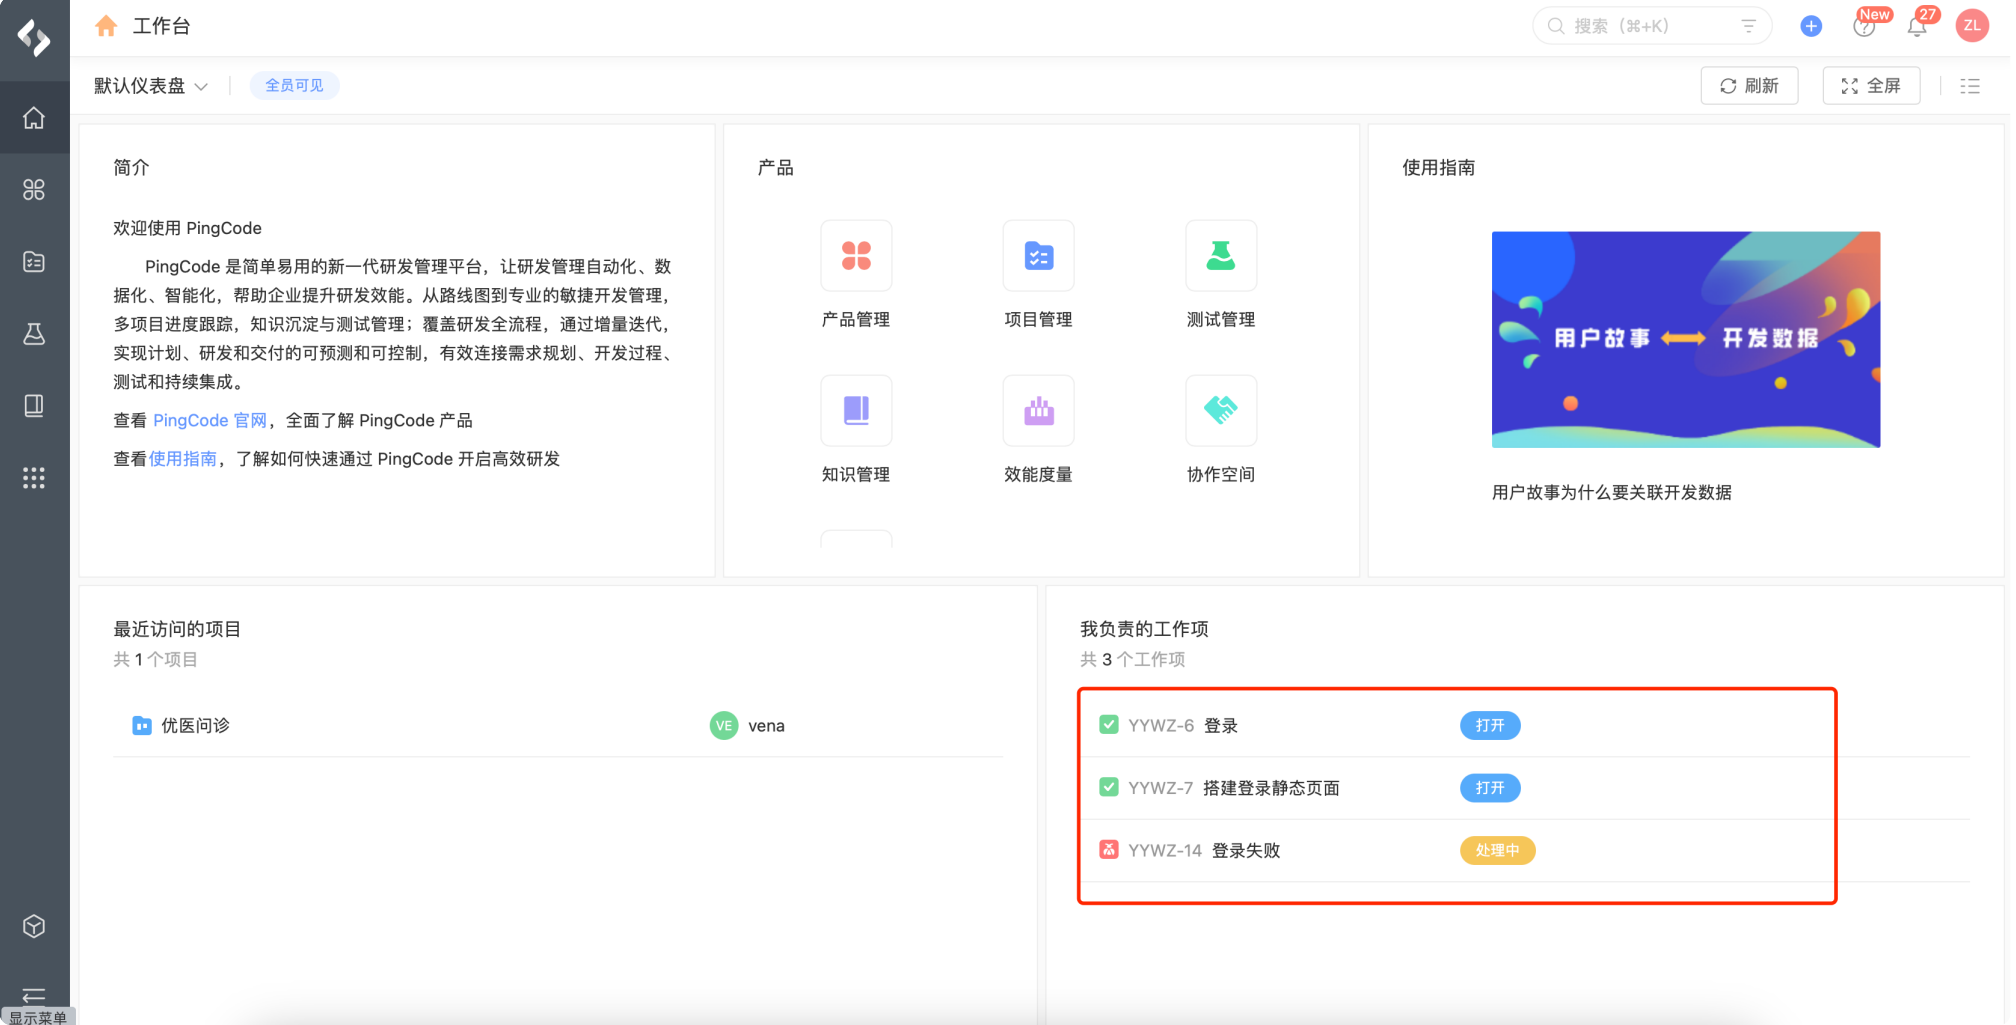 工作台
搜索 (⌘+K)
New
27
ZL
默认仪表盘
全员可见
刷新
全屏
简介
欢迎使用 PingCode
PingCode 是简单易用的新一代研发管理平台，让研发管理自动化、数
据化、智能化，帮助企业提升研发效能。从路线图到专业的敏捷开发管理，
多项目进度跟踪，知识沉淀与测试管理；覆盖研发全流程，通过增量迭代，
实现计划、研发和交付的可预测和可控制，有效连接需求规划、开发过程、
测试和持续集成。
查看 PingCode 官网，全面了解 PingCode 产品
查看使用指南，了解如何快速通过 PingCode 开启高效研发
产品
产品管理
项目管理
测试管理
知识管理
效能度量
协作空间
使用指南
用户故事 开发数据
用户故事为什么要关联开发数据
最近访问的项目
共 1 个项目
优医问诊
VE vena
我负责的工作项
共 3 个工作项
YYWZ-6 登录 打开
YYWZ-7 搭建登录静态页面 打开
YYWZ-14 登录失败 处理中
显示菜单